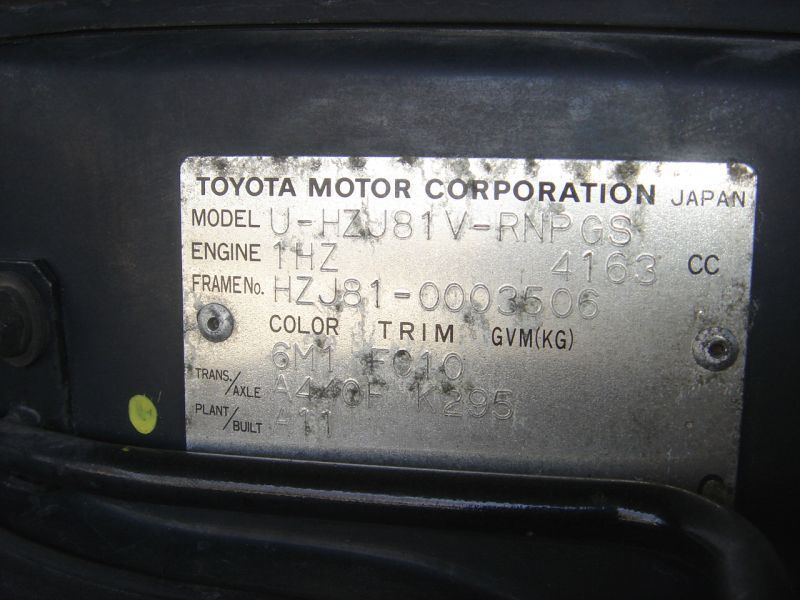 TOYOTA MOTOR CORPORATION JAPAN
MODEL U-HZJ81V-RNPGS
ENGINE 1HZ 4163 CC
FRAME No. HZJ81-0003506
COLOR TRIM GVM(KG)
6M1 FC10
TRANS./AXLE A440F K295
PLANT/BUILT A11